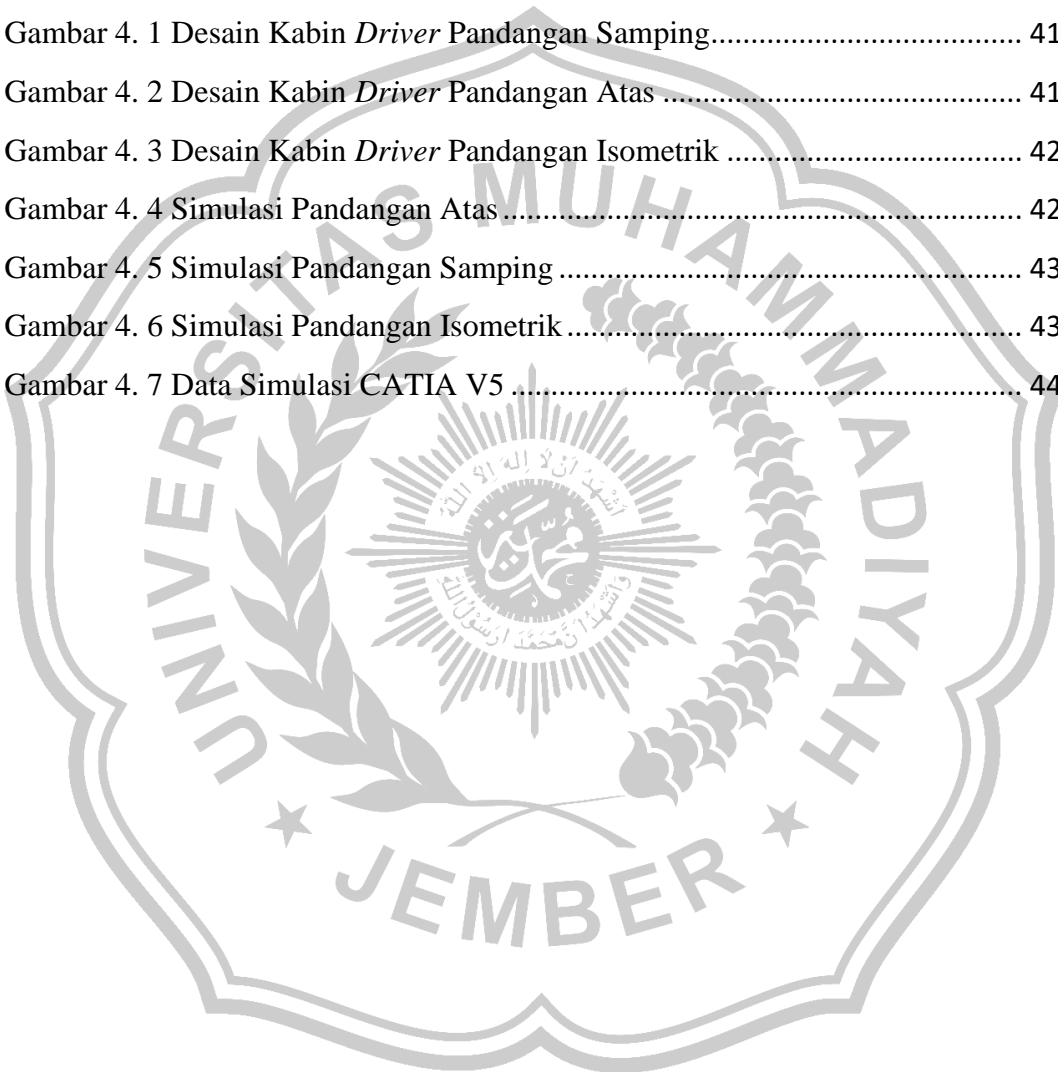 Gambar 4. 1 Desain Kabin Driver Pandangan Samping.................................... 41
Gambar 4. 2 Desain Kabin Driver Pandangan Atas .......................................... 41
Gambar 4. 3 Desain Kabin Driver Pandangan Isometrik ................................... 42
Gambar 4. 4 Simulasi Pandangan Atas............................................................. 42
Gambar 4. 5 Simulasi Pandangan Samping ...................................................... 43
Gambar 4. 6 Simulasi Pandangan Isometrik ..................................................... 43
Gambar 4. 7 Data Simulasi CATIA V5 ............................................................ 44
UNIVERSITAS MUHAMMADIYAH
JEMBER